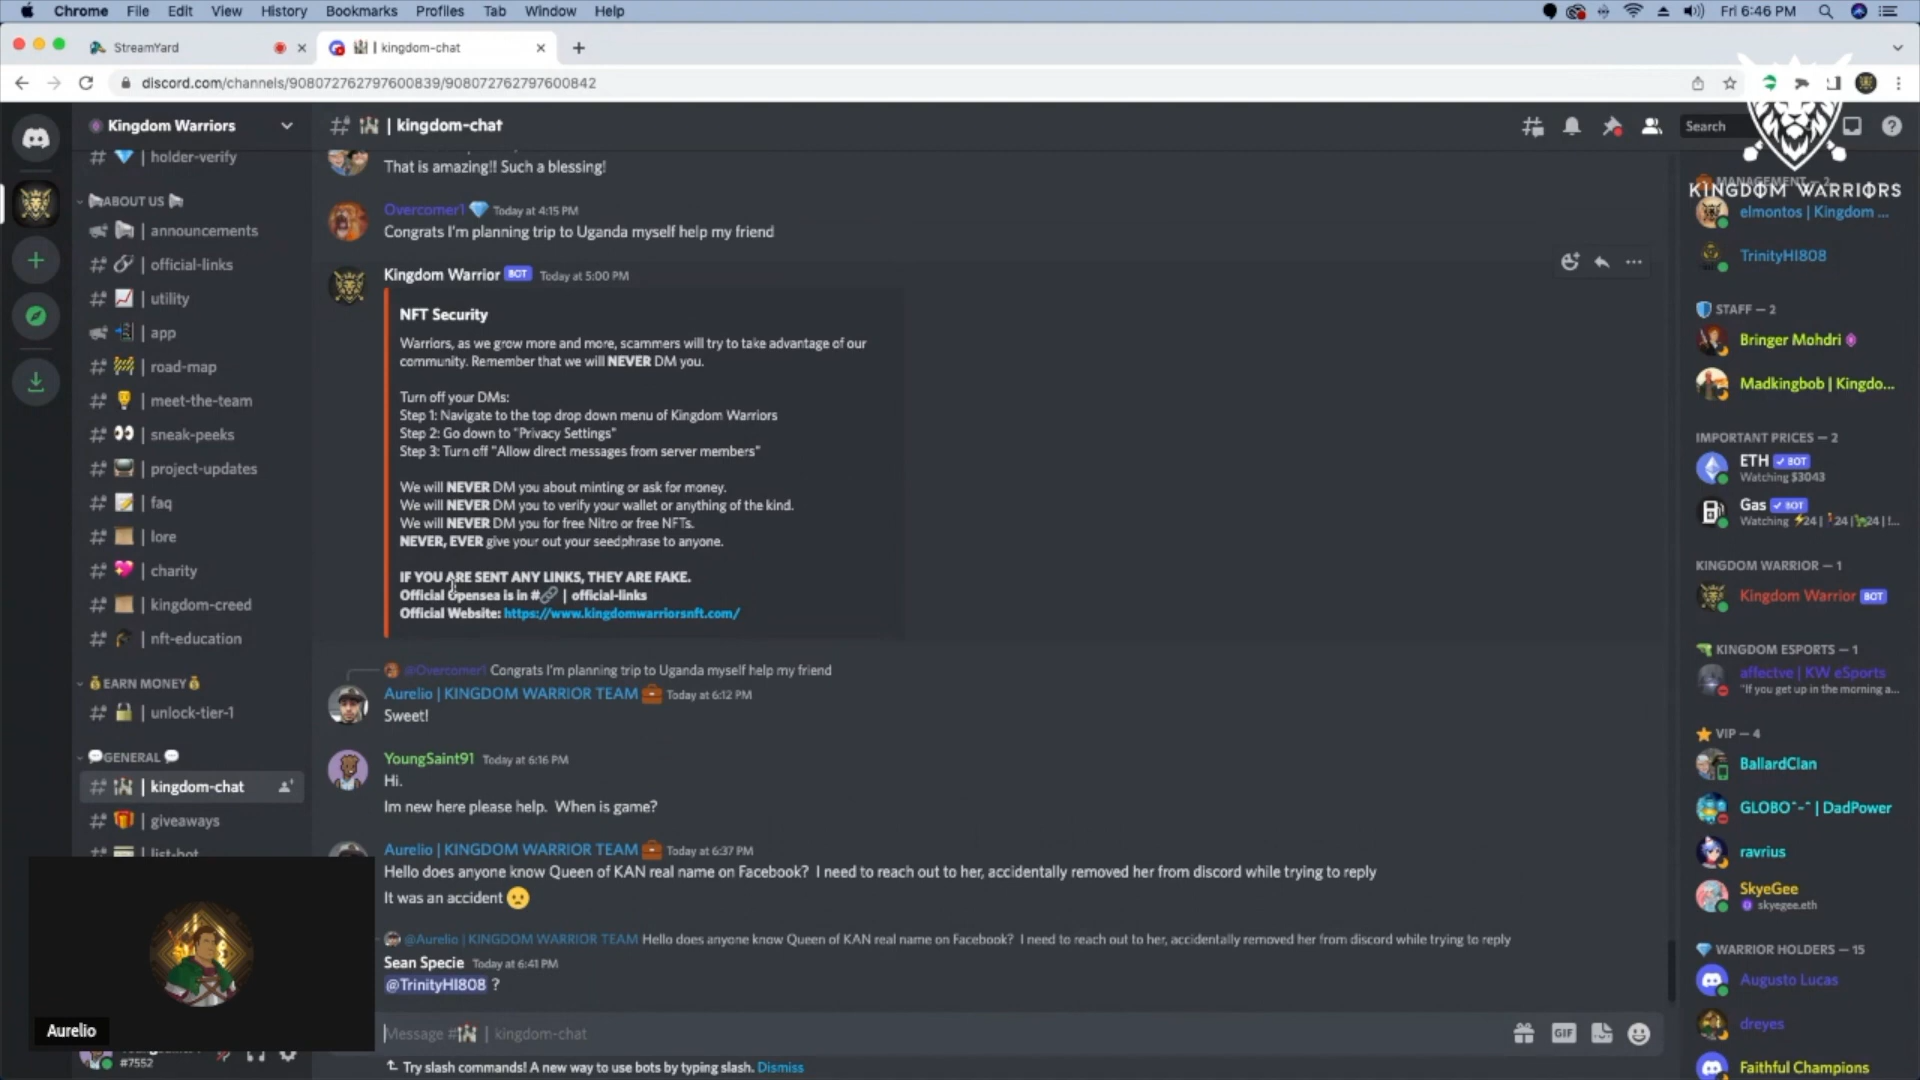 Chrome File Edit View History Bookmarks Profiles Tab Window Help
Fri 6:46 PM
StreamYard
| kingdom-chat
discord.com/channels/908072762797600839/908072762797600842
Kingdom Warriors
| holder-verify
ABOUT US
| announcements
| official-links
| utility
| app
| road-map
| meet-the-team
| sneak-peeks
| project-updates
| faq
| lore
| charity
| kingdom-creed
| nft-education
EARN MONEY
| unlock-tier-1
GENERAL
| kingdom-chat
| giveaways
| list-bot
Aurelio
#7552
# | kingdom-chat
Search
That is amazing!! Such a blessing!
Overcomer1 Today at 4:15 PM
Congrats I'm planning trip to Uganda myself help my friend
Kingdom Warrior BOT Today at 5:00 PM
NFT Security
Warriors, as we grow more and more, scammers will try to take advantage of our
community. Remember that we will NEVER DM you.
Turn off your DMs:
Step 1: Navigate to the top drop down menu of Kingdom Warriors
Step 2: Go down to "Privacy Settings"
Step 3: Turn off "Allow direct messages from server members"
We will NEVER DM you about minting or ask for money.
We will NEVER DM you to verify your wallet or anything of the kind.
We will NEVER DM you for free Nitro or free NFTs.
NEVER, EVER give your out your seedphrase to anyone.
IF YOU ARE SENT ANY LINKS, THEY ARE FAKE.
Official Opensea is in # | official-links
Official Website: https://www.kingdomwarriorsnft.com/
@Overcomer1 Congrats I'm planning trip to Uganda myself help my friend
Aurelio | KINGDOM WARRIOR TEAM Today at 6:12 PM
Sweet!
YoungSaint91 Today at 6:16 PM
Hi.
Im new here please help. When is game?
Aurelio | KINGDOM WARRIOR TEAM Today at 6:37 PM
Hello does anyone know Queen of KAN real name on Facebook? I need to reach out to her, accidentally removed her from discord while trying to reply
It was an accident
@Aurelio | KINGDOM WARRIOR TEAM Hello does anyone know Queen of KAN real name on Facebook? I need to reach out to her, accidentally removed her from discord while trying to reply
Sean Specie Today at 6:41 PM
@TrinityHI808 ?
Message # | kingdom-chat
GIF
Try slash commands! A new way to use bots by typing slash. Dismiss
KINGDOM WARRIORS
MANAGEMENT — 2
elmontos | Kingdom ...
TrinityHI808
STAFF — 2
Bringer Mohdri
Madkingbob | Kingdo...
IMPORTANT PRICES — 2
ETH BOT
Watching $3043
Gas BOT
Watching 24 | 24 | 24 | ...
KINGDOM WARRIOR — 1
Kingdom Warrior BOT
KINGDOM ESPORTS — 1
affectve | KW eSports
"If you get up in the morning a...
VIP — 4
BallardClan
GLOBO^-^ | DadPower
ravrius
SkyeGee
skyegee.eth
WARRIOR HOLDERS — 15
Augusto Lucas
dreyes
Faithful Champions